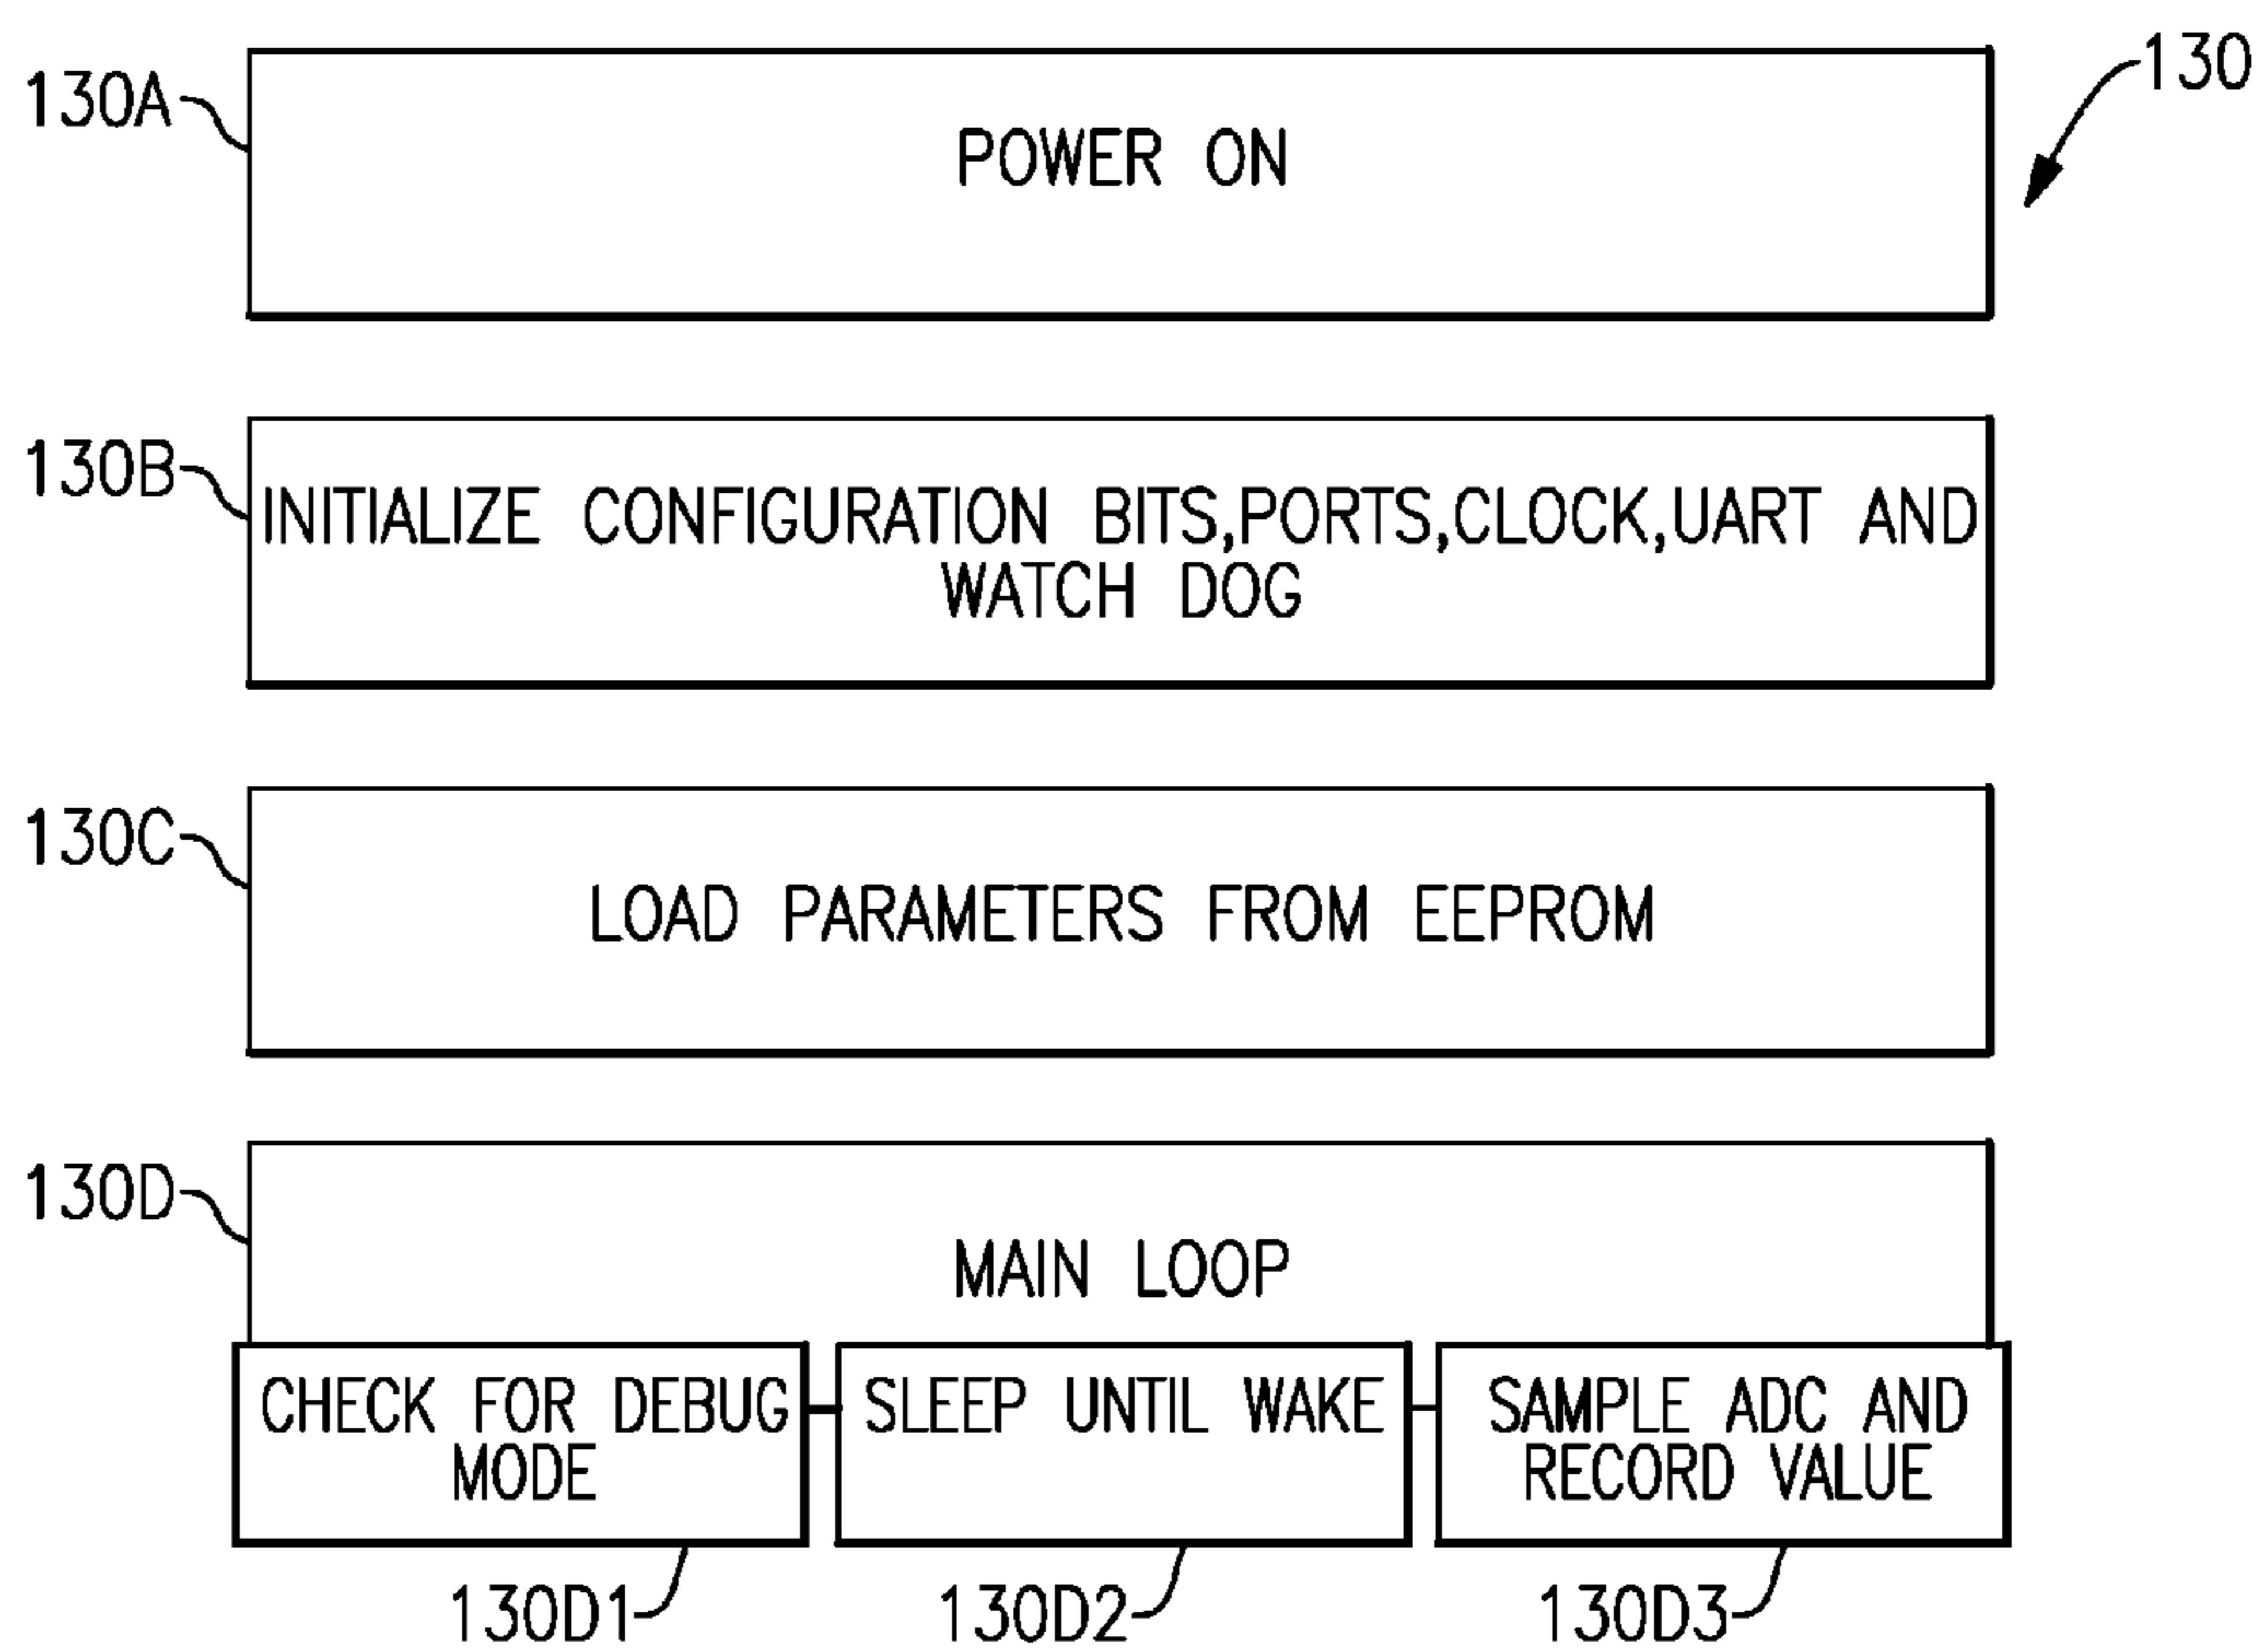 130
130A
POWER ON
130B
INITIALIZE CONFIGURATION BITS,PORTS,CLOCK,UART AND
WATCH DOG
130C
LOAD PARAMETERS FROM EEPROM
130D
MAIN LOOP
CHECK FOR DEBUG
MODE
SLEEP UNTIL WAKE
SAMPLE ADC AND
RECORD VALUE
130D1
130D2
130D3